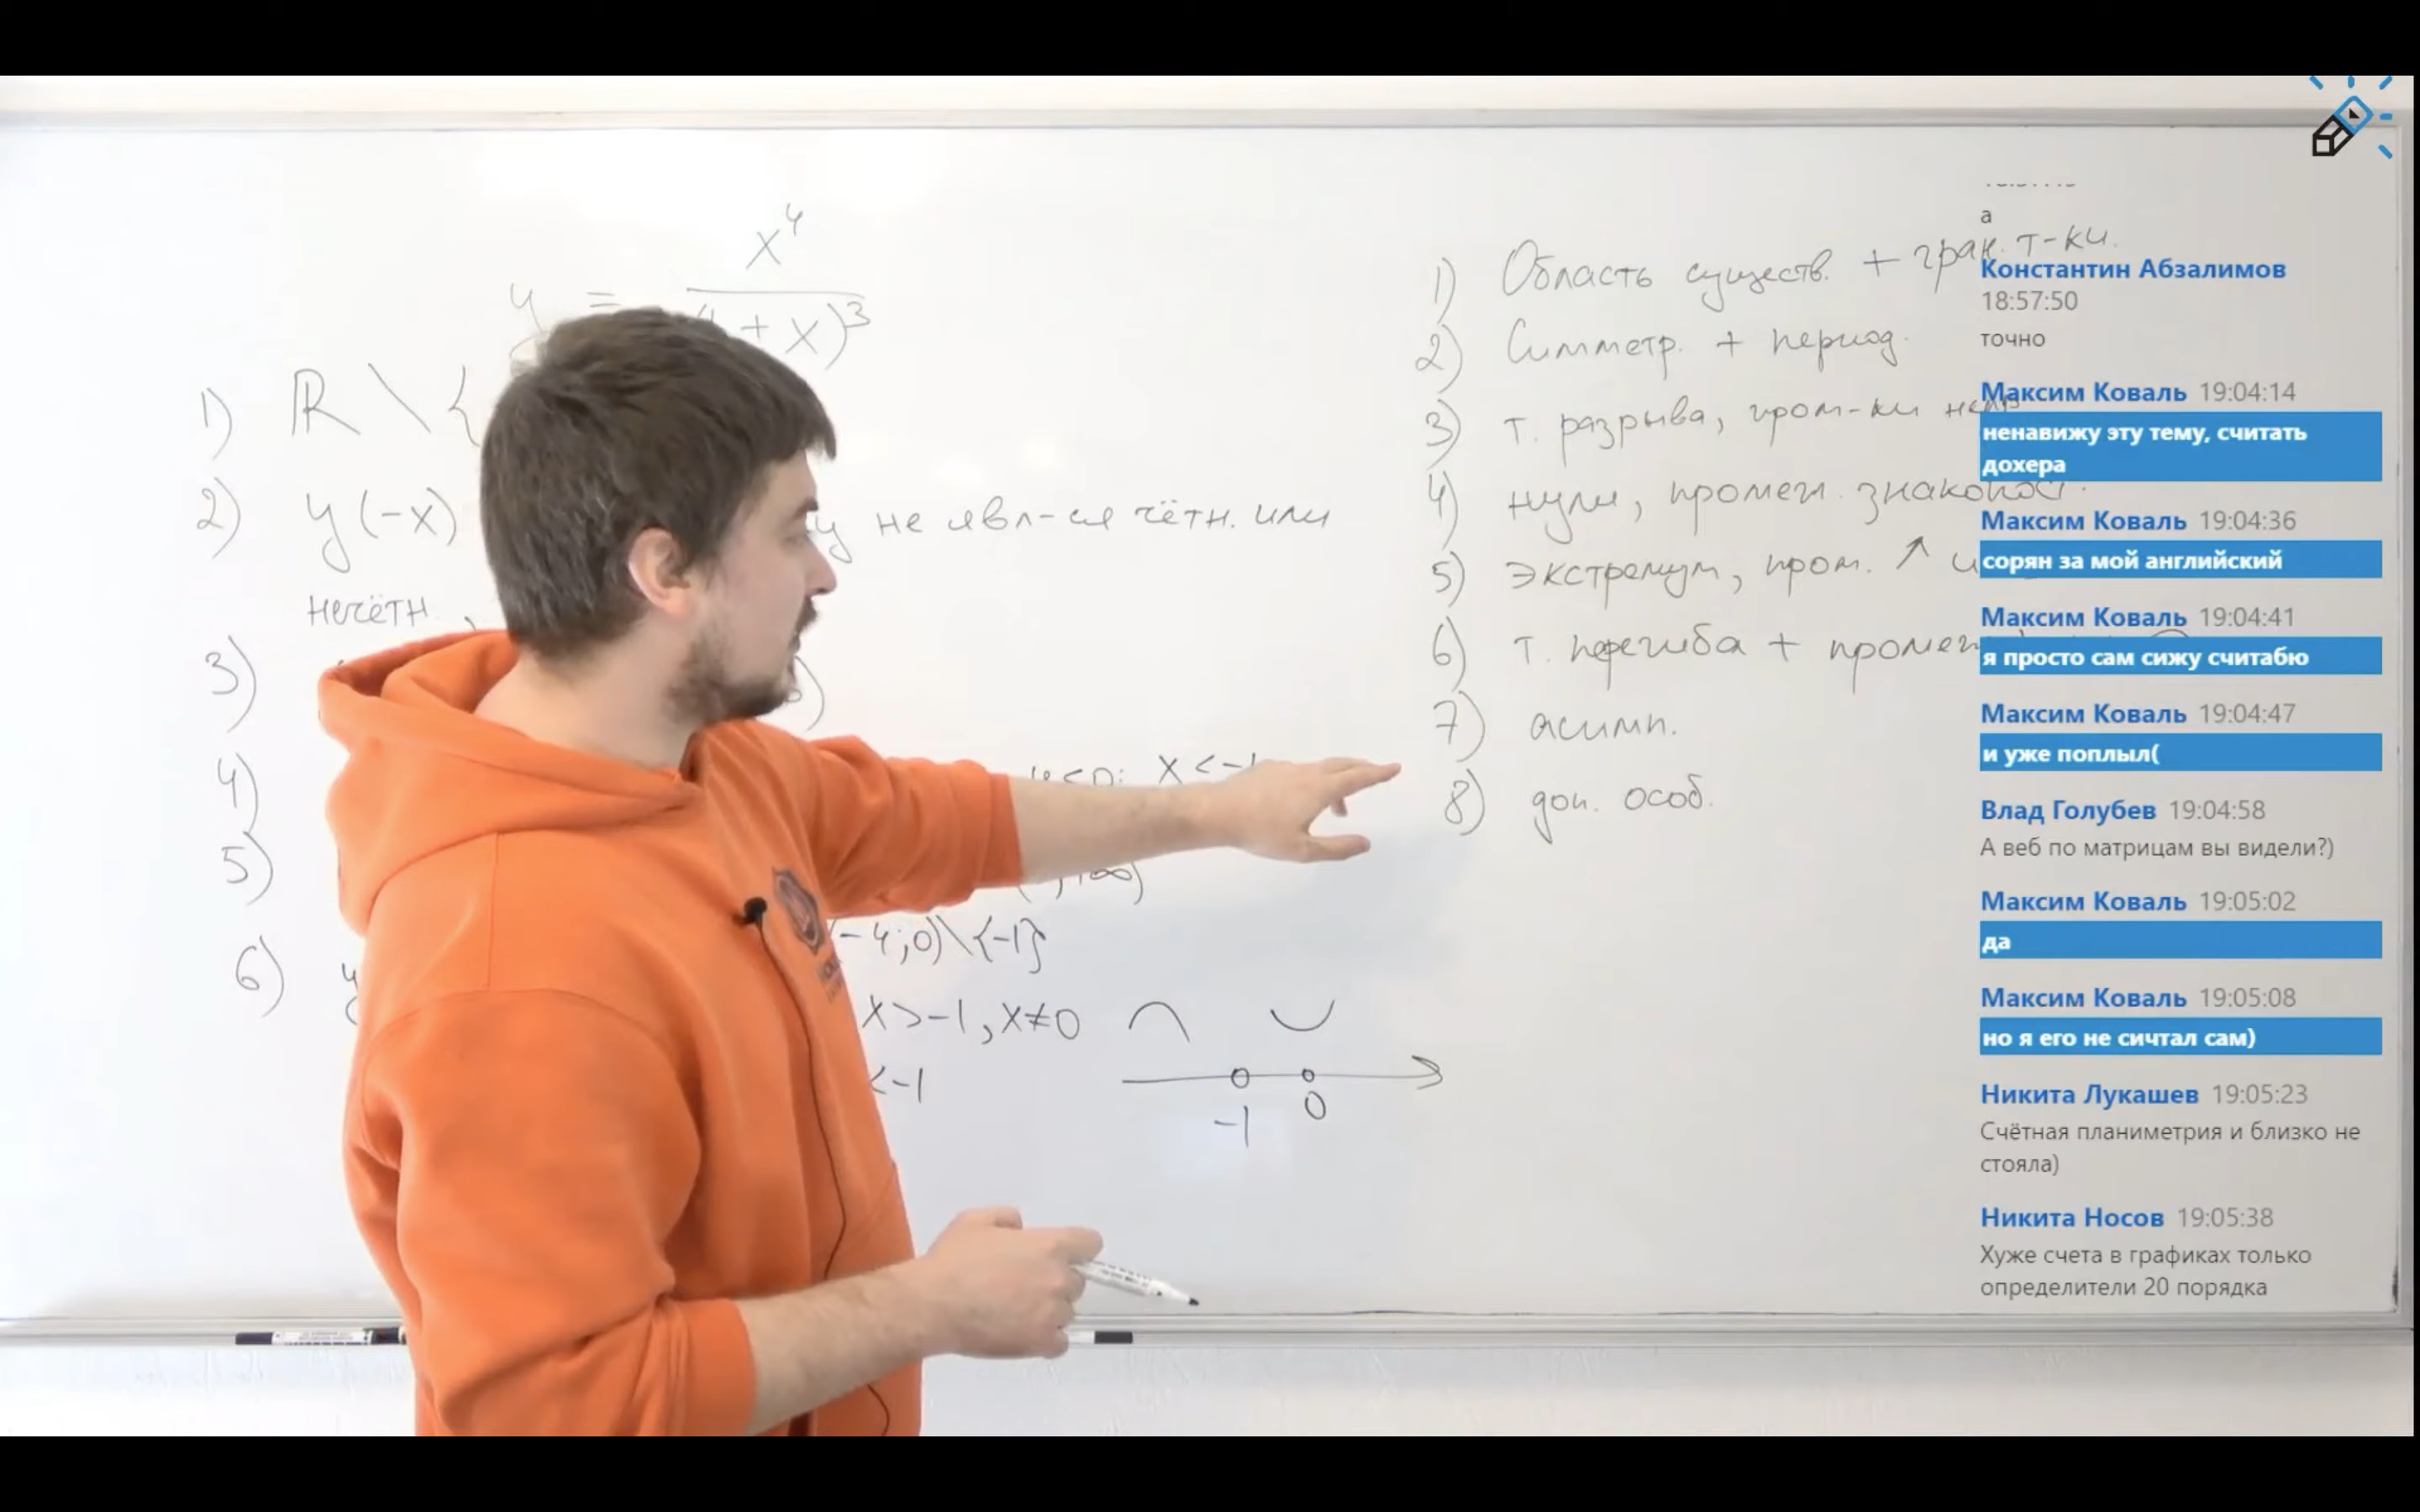 y = x⁴
+ x)³
1) ℝ \ {
2) y(-x) y не явл-ся чётн. или
нечётн.
3)
4) y<0: x<-1
5) , +∞)
(-4;0)\{-1}
6) y
x>-1, x≠0
<-1
-1 0
1) Область существ. + гран. т-ки.
2) Симметр. + период.
3) т. разрыва, пром-ки непр
4) нули, промеж. знакопост.
5) экстремум, пром. ↗ и
6) т. перегиба + промеж
7) асимп.
8) доп. особ.
а
Константин Абзалимов
18:57:50
точно
Максим Коваль 19:04:14
ненавижу эту тему, считать
дохера
Максим Коваль 19:04:36
сорян за мой английский
Максим Коваль 19:04:41
я просто сам сижу считабю
Максим Коваль 19:04:47
и уже поплыл(
Влад Голубев 19:04:58
А веб по матрицам вы видели?)
Максим Коваль 19:05:02
да
Максим Коваль 19:05:08
но я его не сичтал сам)
Никита Лукашев 19:05:23
Счётная планиметрия и близко не
стояла)
Никита Носов 19:05:38
Хуже счета в графиках только
определители 20 порядка